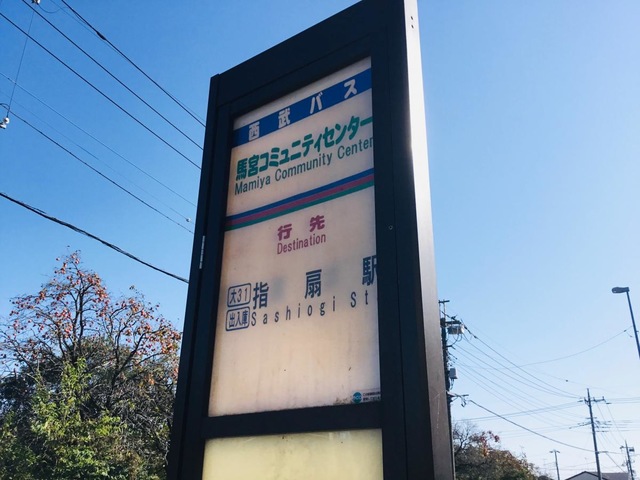 西武バス
馬宮コミュニティセンター
Mamiya Community Center
行先
Destination
大31 指扇駅
出入庫 Sashiogi St